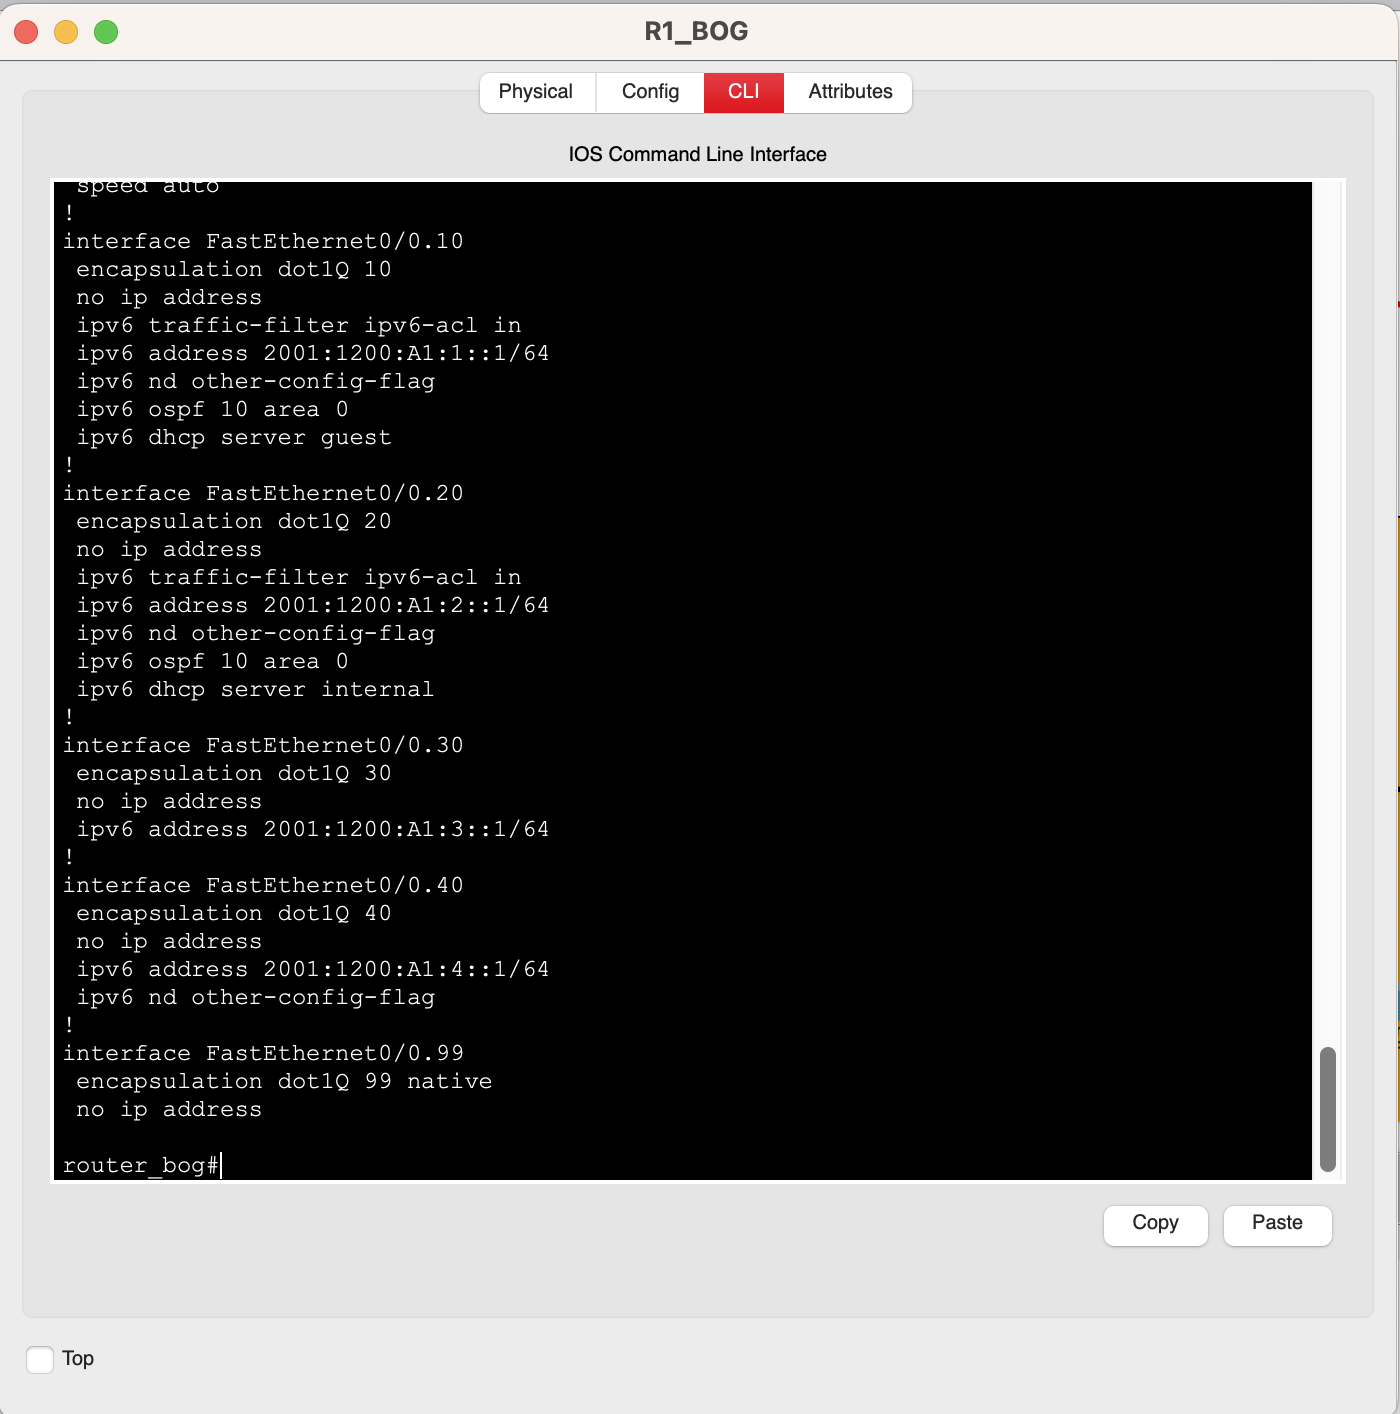 R1_BOG
Physical Config CLI Attributes
IOS Command Line Interface
speed auto
!
interface FastEthernet0/0.10
encapsulation dot1Q 10
no ip address
ipv6 traffic-filter ipv6-acl in
ipv6 address 2001:1200:A1:1::1/64
ipv6 nd other-config-flag
ipv6 ospf 10 area 0
ipv6 dhcp server guest
!
interface FastEthernet0/0.20
encapsulation dot1Q 20
no ip address
ipv6 traffic-filter ipv6-acl in
ipv6 address 2001:1200:A1:2::1/64
ipv6 nd other-config-flag
ipv6 ospf 10 area 0
ipv6 dhcp server internal
!
interface FastEthernet0/0.30
encapsulation dot1Q 30
no ip address
ipv6 address 2001:1200:A1:3::1/64
!
interface FastEthernet0/0.40
encapsulation dot1Q 40
no ip address
ipv6 address 2001:1200:A1:4::1/64
ipv6 nd other-config-flag
!
interface FastEthernet0/0.99
encapsulation dot1Q 99 native
no ip address
router_bog#
Copy Paste
Top